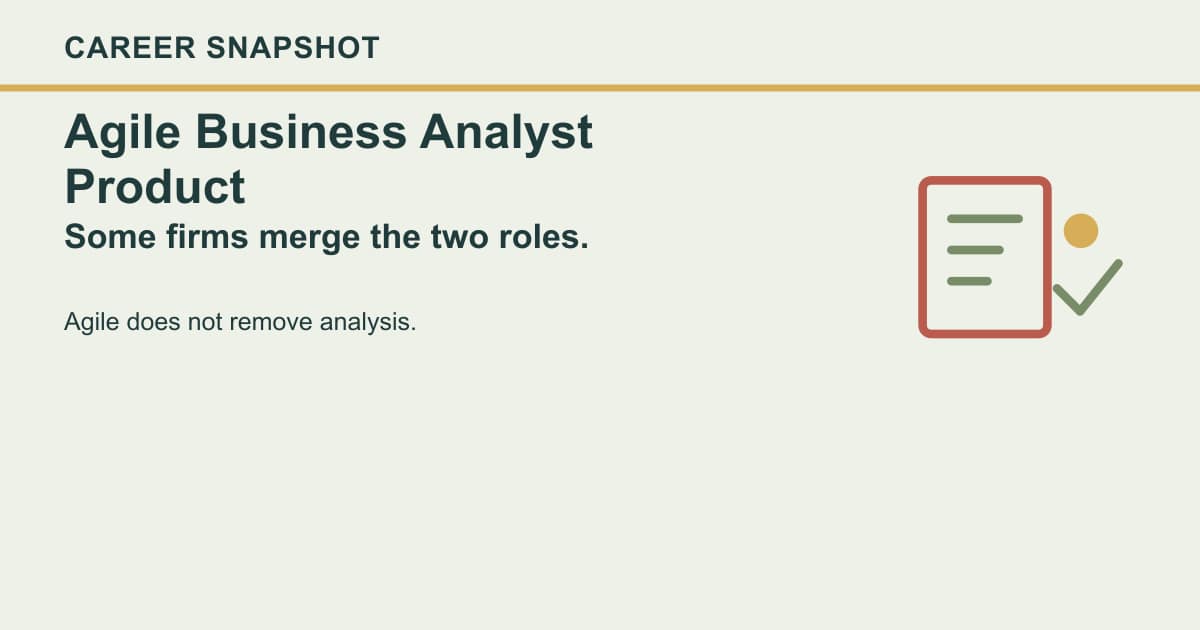 CAREER SNAPSHOT
Agile Business Analyst
Product
Some firms merge the two roles.
Agile does not remove analysis.